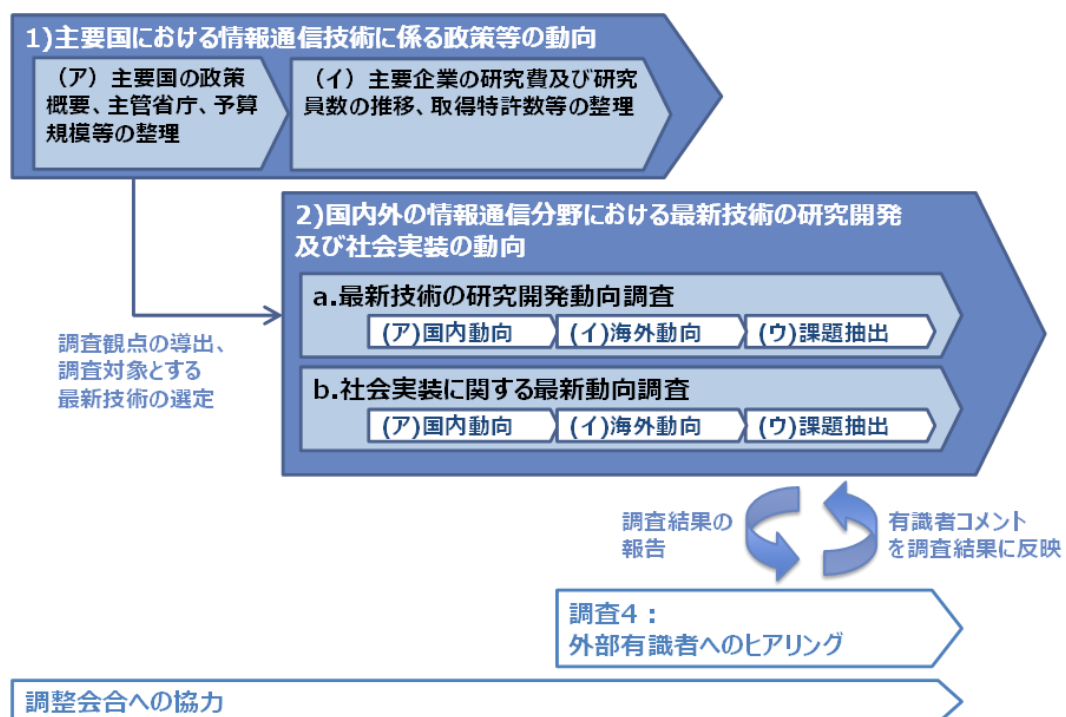 1)主要国における情報通信技術に係る政策等の動向
（ア）主要国の政策
概要、主管省庁、予算
規模等の整理
（イ）主要企業の研究費及び研究
員数の推移、取得特許数等の整理
2)国内外の情報通信分野における最新技術の研究開発
及び社会実装の動向
a.最新技術の研究開発動向調査
(ア)国内動向
(イ)海外動向
(ウ)課題抽出
b.社会実装に関する最新動向調査
(ア)国内動向
(イ)海外動向
(ウ)課題抽出
調査観点の導出、
調査対象とする
最新技術の選定
調査結果の
報告
有識者コメント
を調査結果に反映
調査4：
外部有識者へのヒアリング
調整会合への協力